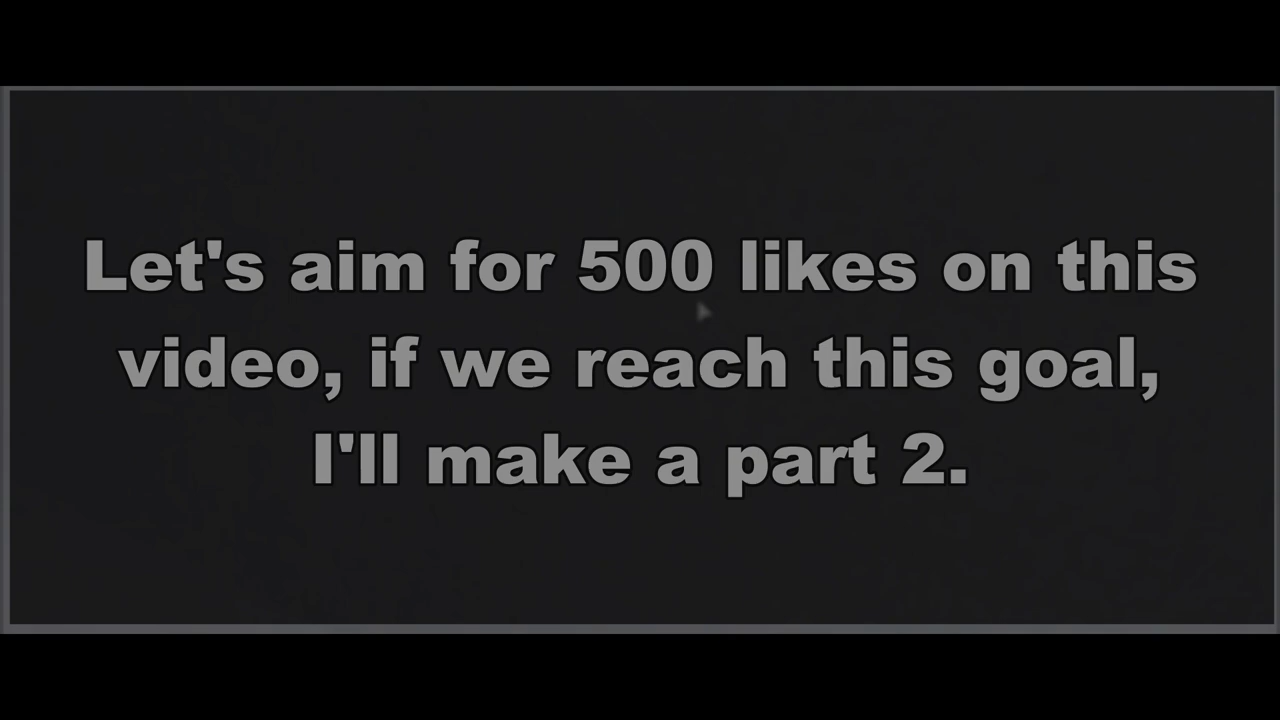 Let's aim for 500 likes on this
video, if we reach this goal,
I'll make a part 2.